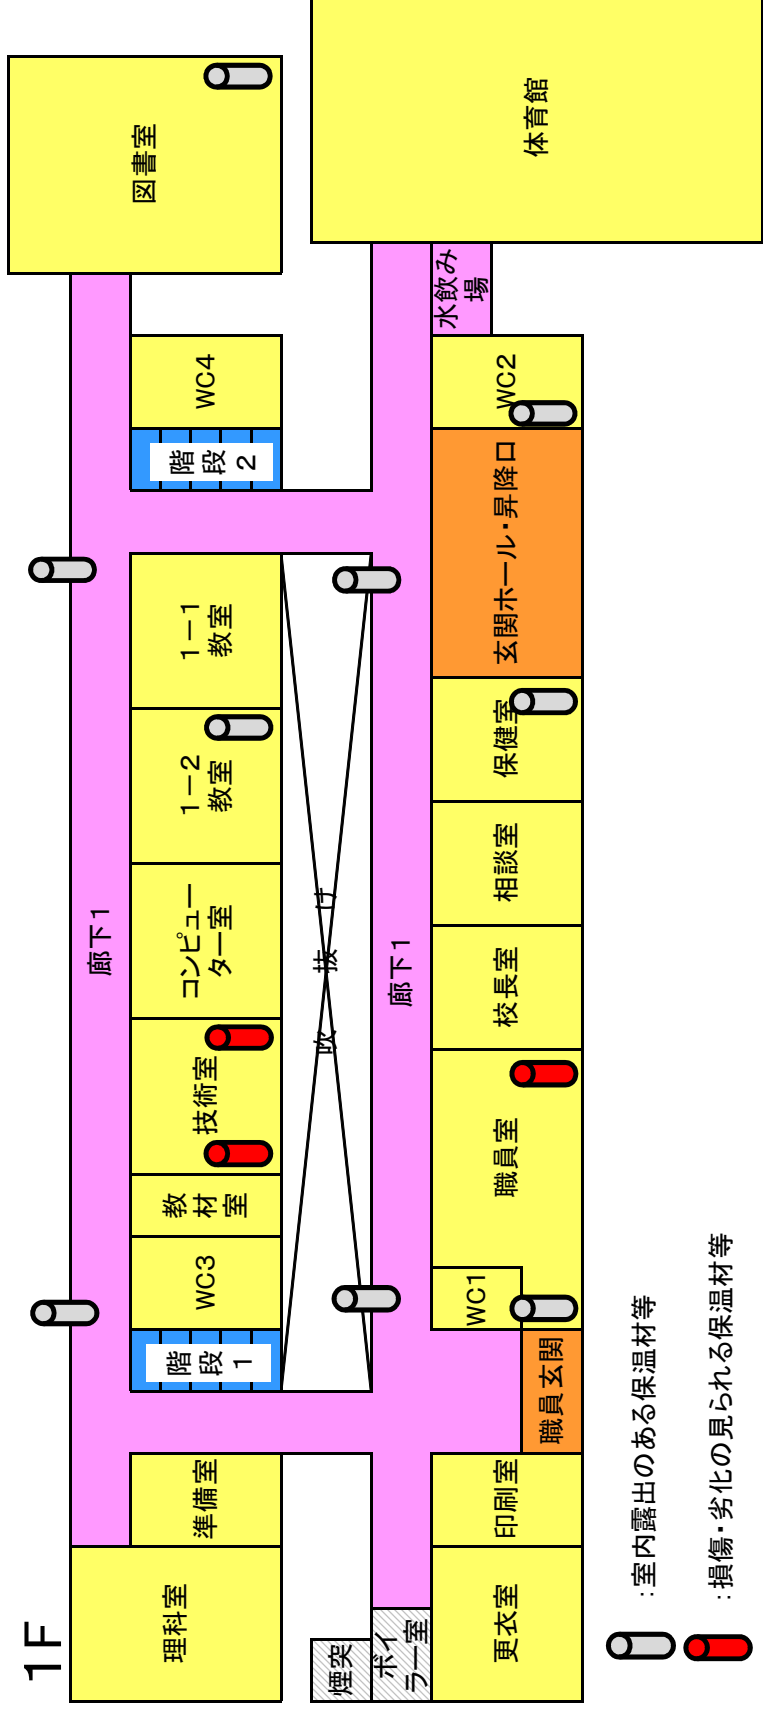 1F
理科室
準備室
階段1
WC3
教材室
技術室
コンピュー
ター室
1－2
教室
1－1
教室
階段
2
WC4
図書室
廊下1
吹抜け
廊下1
煙突
ボイ
ラー室
更衣室
印刷室
職員玄関
WC1
職員室
校長室
相談室
保健室
玄関ホール・昇降口
WC2
水飲み
場
体育館
：室内露出のある保温材等
：損傷・劣化の見られる保温材等